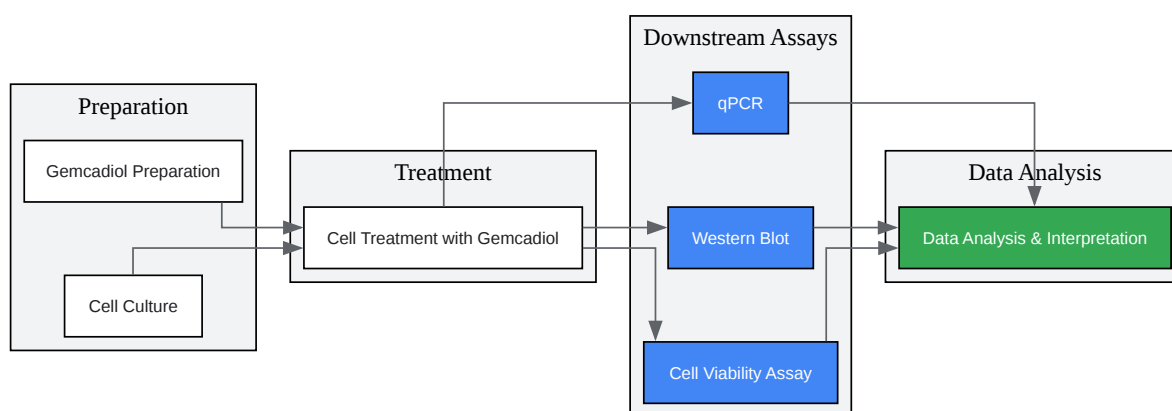 Preparation
Gemcadiol Preparation
Cell Culture
Treatment
Cell Treatment with Gemcadiol
Downstream Assays
qPCR
Western Blot
Cell Viability Assay
Data Analysis
Data Analysis & Interpretation